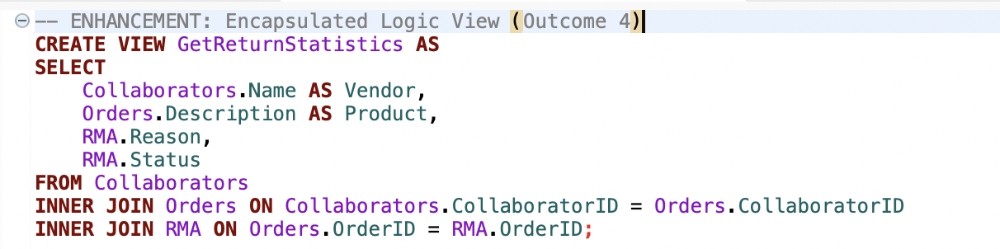 -- ENHANCEMENT: Encapsulated Logic View (Outcome 4)
CREATE VIEW GetReturnStatistics AS
SELECT
    Collaborators.Name AS Vendor,
    Orders.Description AS Product,
    RMA.Reason,
    RMA.Status
FROM Collaborators
INNER JOIN Orders ON Collaborators.CollaboratorID = Orders.CollaboratorID
INNER JOIN RMA ON Orders.OrderID = RMA.OrderID;